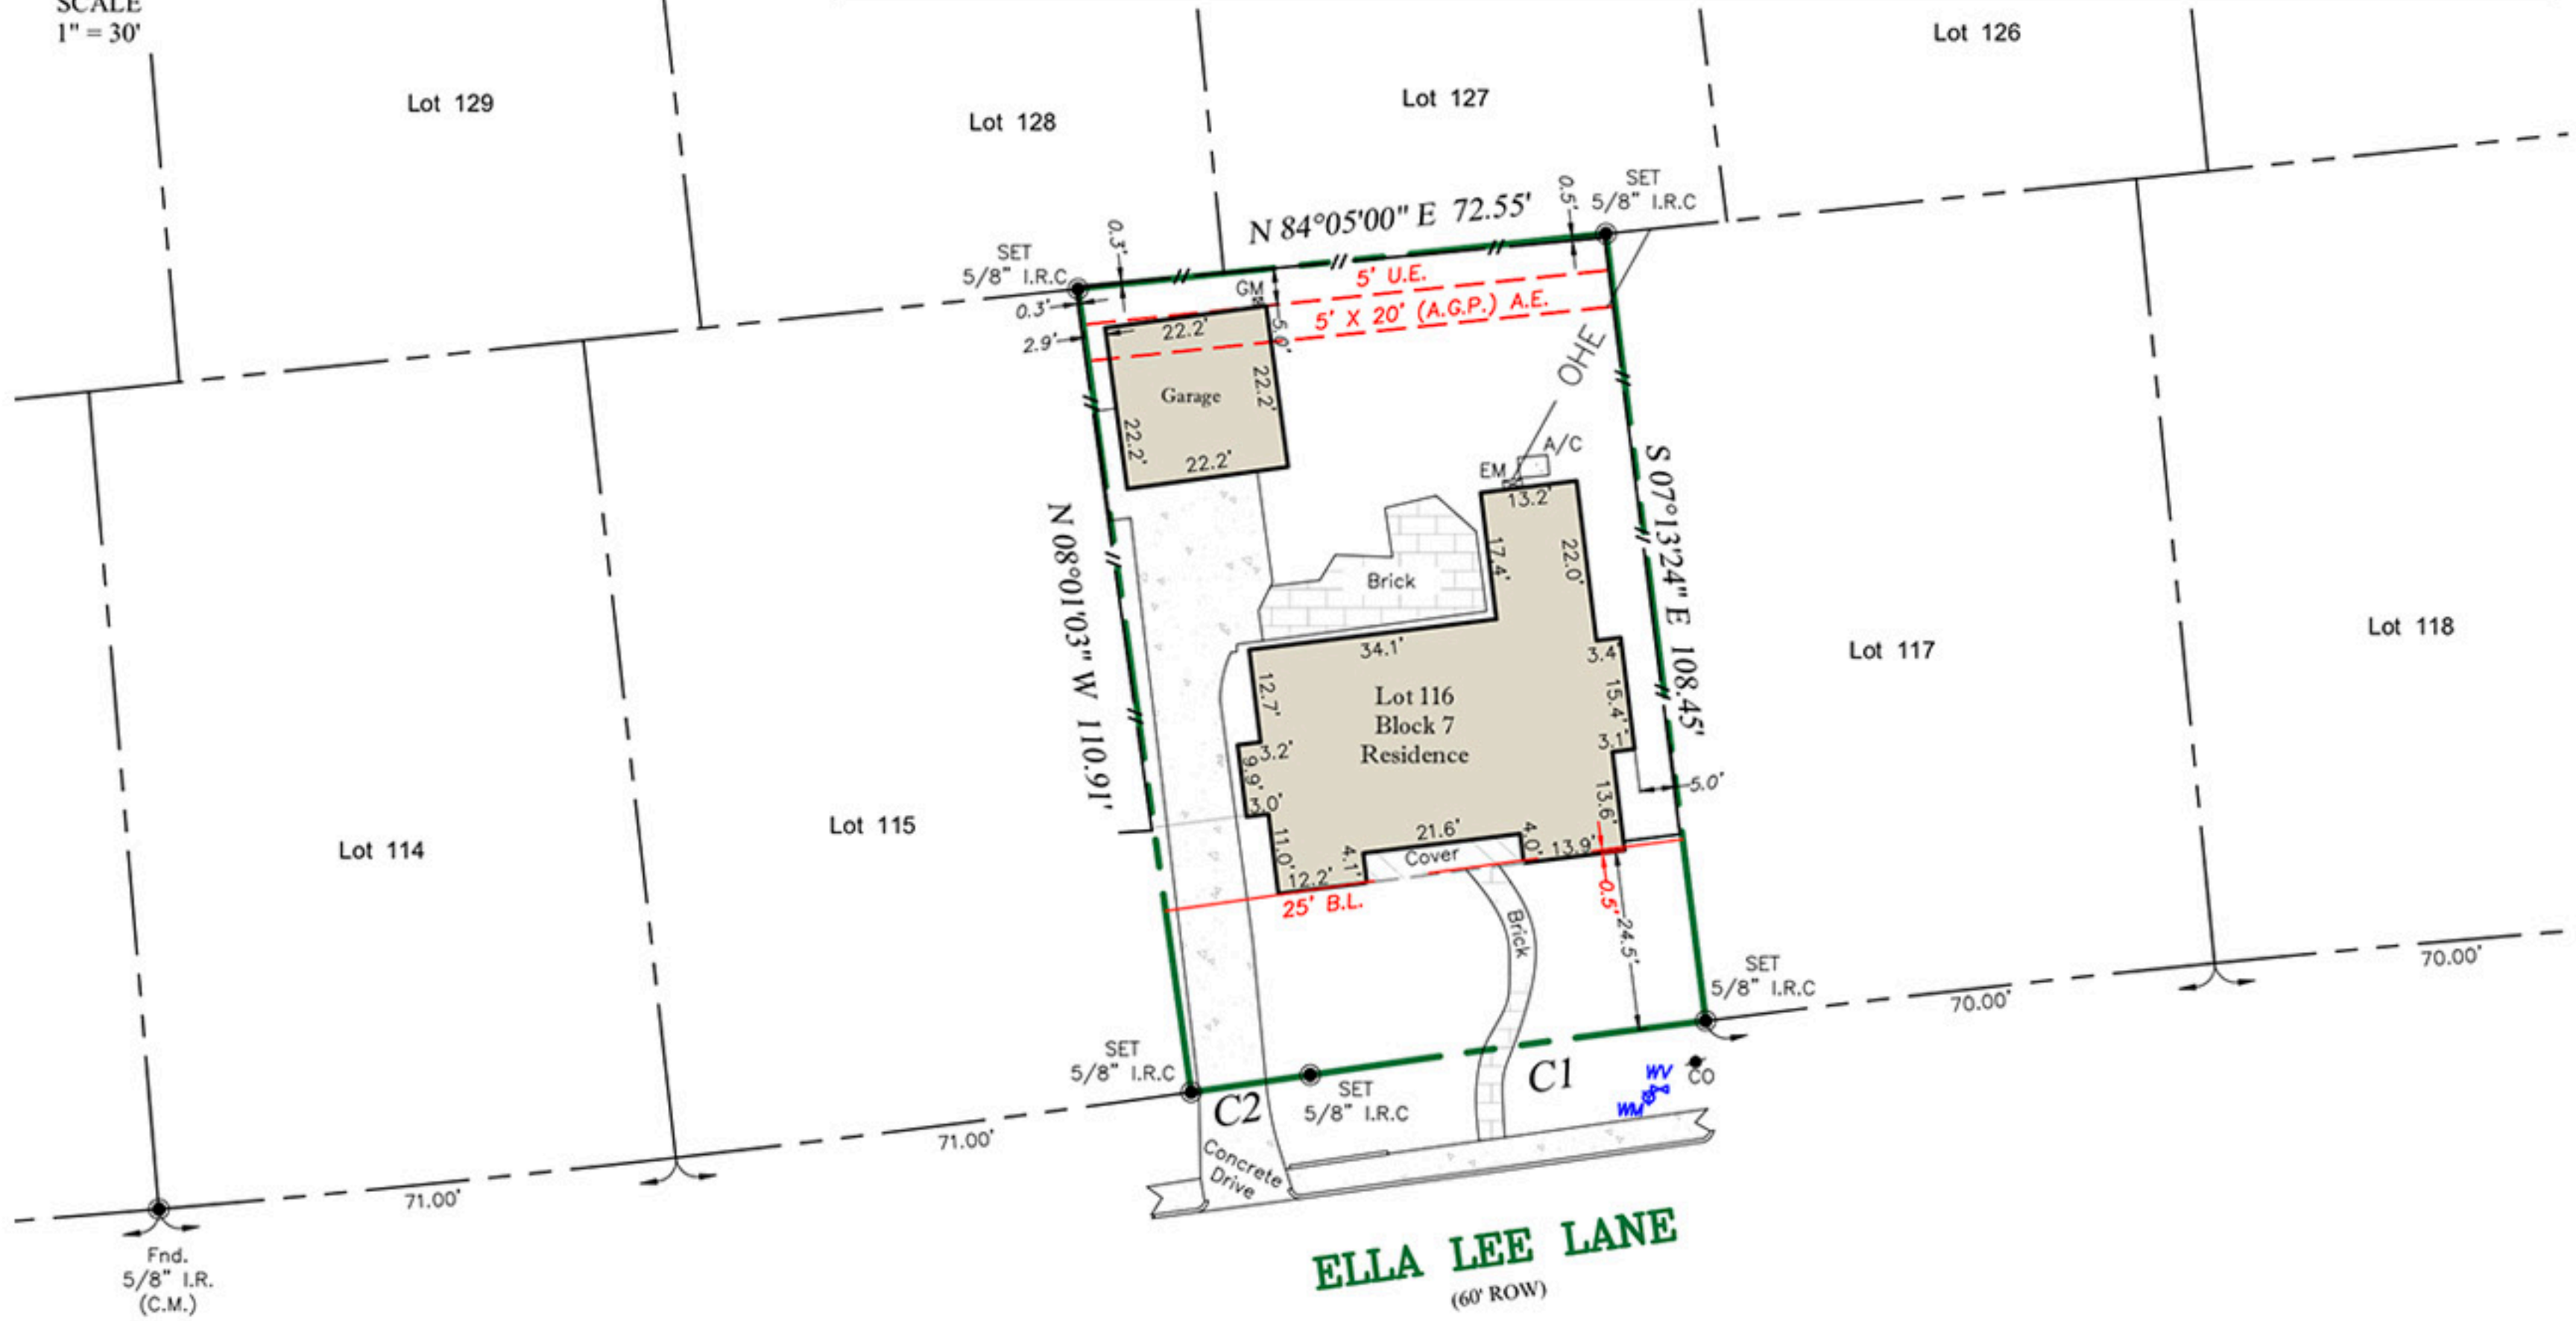 SCALE
1" = 30'
Lot 129
Lot 128
Lot 127
Lot 126
N 84°05'00" E 72.55'
0.5'
SET
5/8" I.R.C
0.3'
SET
5/8" I.R.C
0.3'
2.9'
GM
5' U.E.
5' X 20' (A.G.P.) A.E.
5.0'
22.2'
22.2'
Garage
22.2'
22.2'
OHE
A/C
EM
13.2'
17.4'
22.0'
S 07°13'24" E 108.45'
N 08°01'03" W 110.91'
Brick
34.1'
3.4'
15.4'
12.7'
Lot 116
Block 7
Residence
3.2'
9.9'
3.0'
3.1'
5.0'
13.6'
11.0'
21.6'
4.1'
Cover
4.0'
13.9'
12.2'
25' B.L.
0.5'
24.5'
Brick
Lot 114
Lot 115
Lot 117
Lot 118
SET
5/8" I.R.C
70.00'
70.00'
SET
5/8" I.R.C
SET
5/8" I.R.C
C2
C1
WV
CO
WM
Concrete
Drive
71.00'
71.00'
Fnd.
5/8" I.R.
(C.M.)
ELLA LEE LANE
(60' ROW)